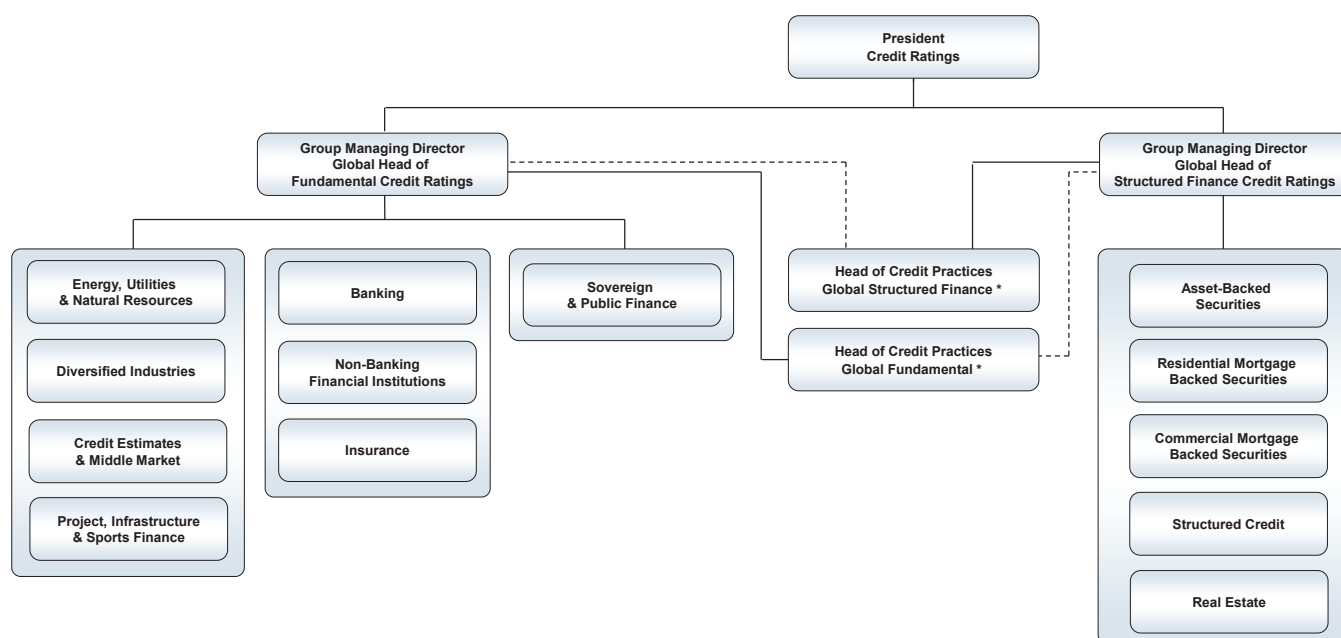 President
Credit Ratings
Group Managing Director
Global Head of
Fundamental Credit Ratings
Group Managing Director
Global Head of
Structured Finance Credit Ratings
Energy, Utilities
& Natural Resources
Diversified Industries
Credit Estimates
& Middle Market
Project, Infrastructure
& Sports Finance
Banking
Non-Banking
Financial Institutions
Insurance
Sovereign
& Public Finance
Head of Credit Practices
Global Structured Finance *
Head of Credit Practices
Global Fundamental *
Asset-Backed
Securities
Residential Mortgage
Backed Securities
Commercial Mortgage
Backed Securities
Structured Credit
Real Estate